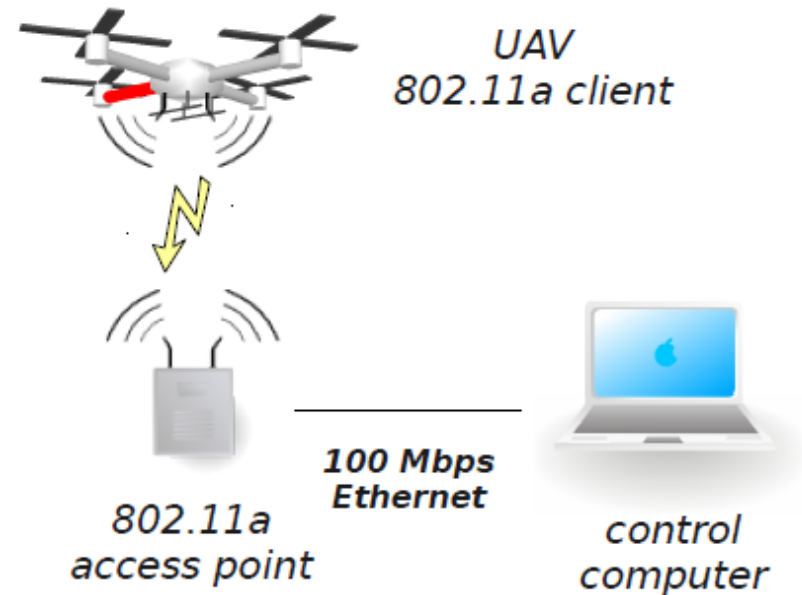 UAV
802.11a client
100 Mbps
Ethernet
802.11a
access point
control
computer